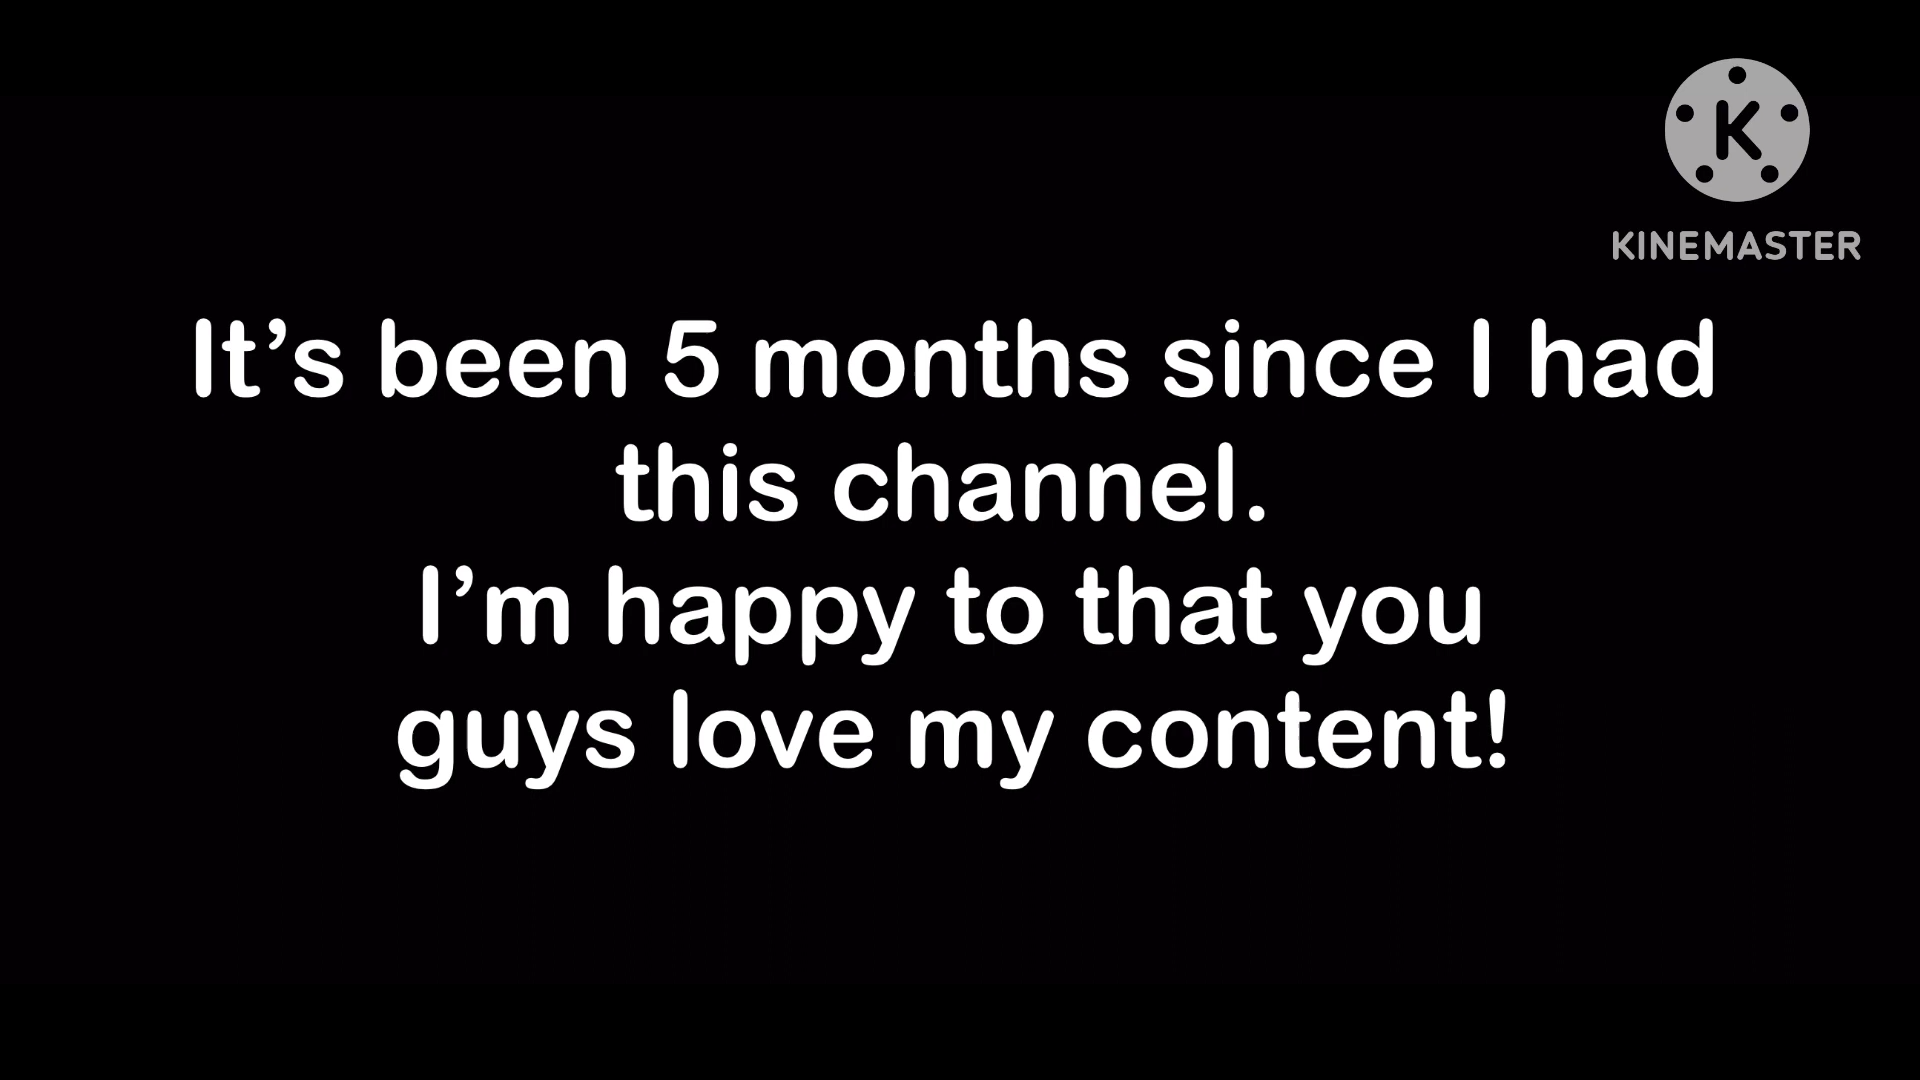 K
KINEMASTER
It’s been 5 months since I had
this channel.
I’m happy to that you
guys love my content!